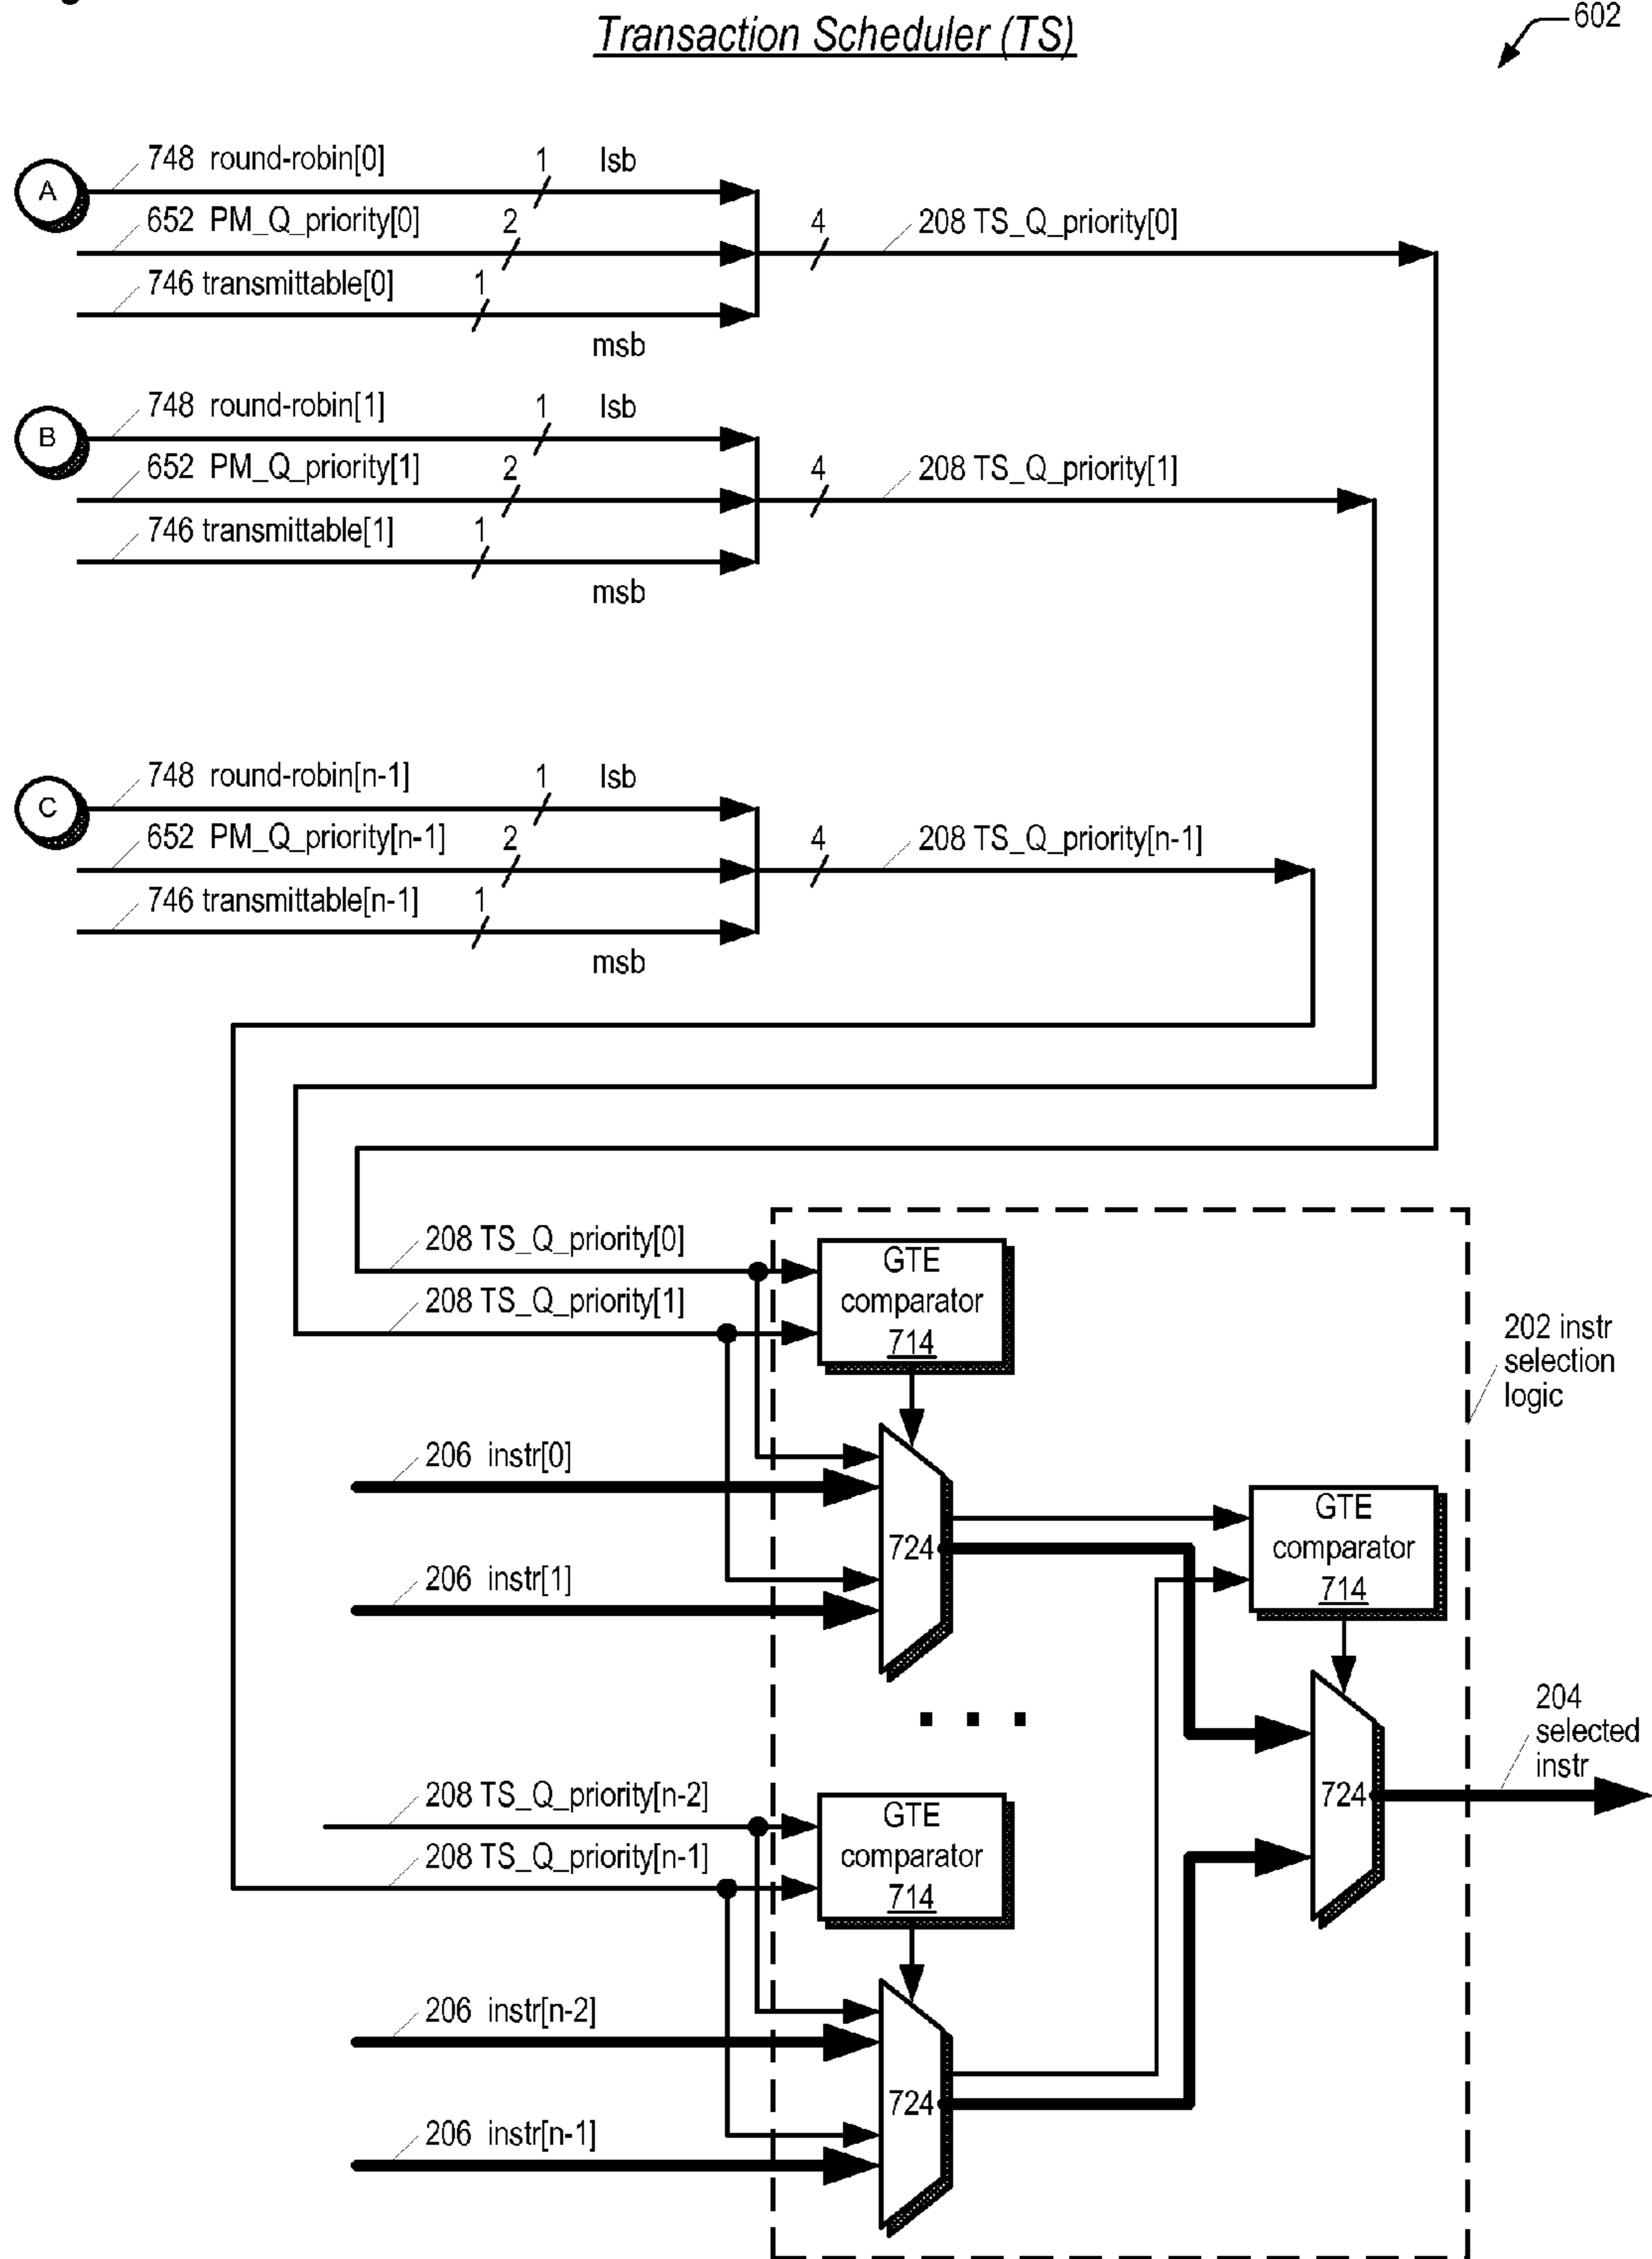 Transaction Scheduler (TS)
602
748 round-robin[0]
1
lsb
A
652 PM_Q_priority[0]
2
4
208 TS_Q_priority[0]
746 transmittable[0]
1
msb
748 round-robin[1]
1
lsb
B
652 PM_Q_priority[1]
2
4
208 TS_Q_priority[1]
746 transmittable[1]
1
msb
748 round-robin[n-1]
1
lsb
C
652 PM_Q_priority[n-1]
2
4
208 TS_Q_priority[n-1]
746 transmittable[n-1]
1
msb
208 TS_Q_priority[0]
208 TS_Q_priority[1]
GTE
comparator
714
202 instr
selection
logic
206 instr[0]
206 instr[1]
724
GTE
comparator
714
204
selected
instr
724
208 TS_Q_priority[n-2]
208 TS_Q_priority[n-1]
GTE
comparator
714
206 instr[n-2]
206 instr[n-1]
724